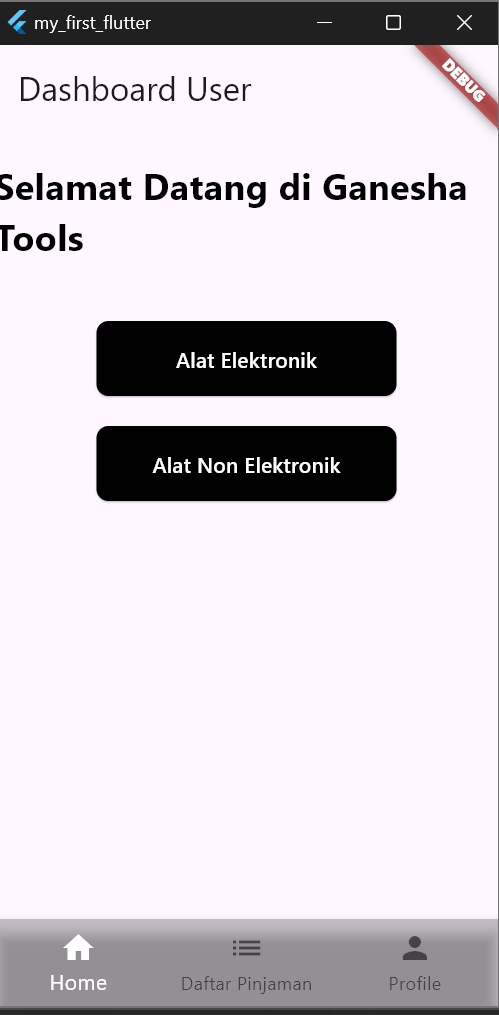 my_first_flutter
DEBUG
Dashboard User
Selamat Datang di Ganesha
Tools
Alat Elektronik
Alat Non Elektronik
Home
Daftar Pinjaman
Profile